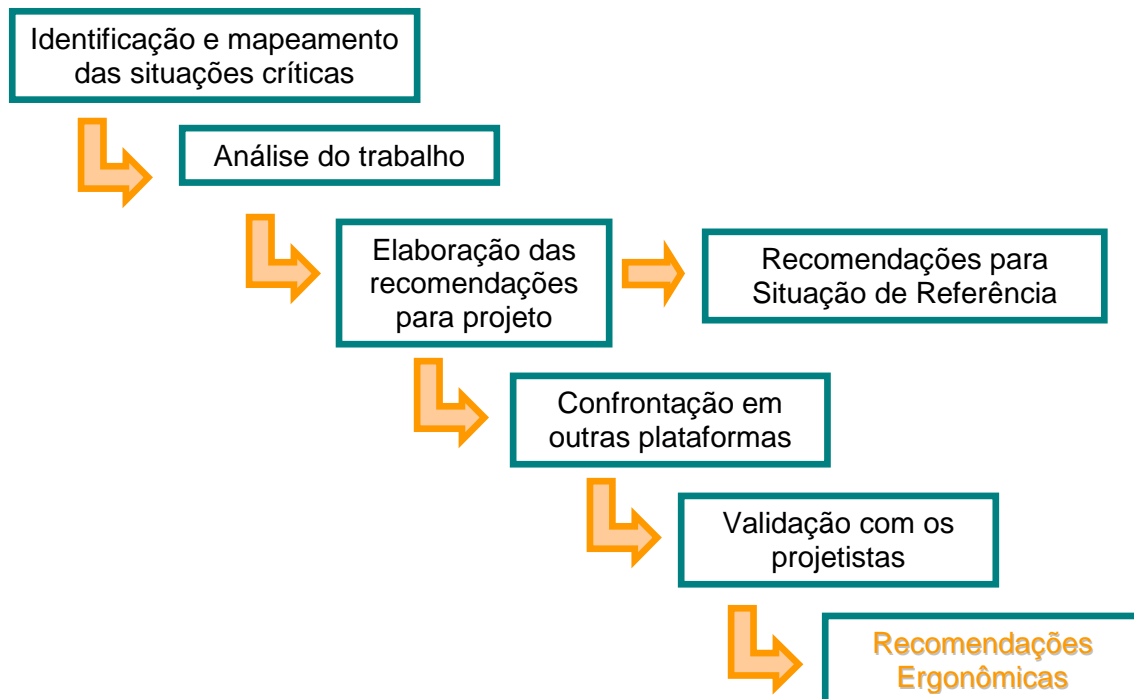 Identificação e mapeamento
das situações críticas
Análise do trabalho
Elaboração das
recomendações
para projeto
Recomendações para
Situação de Referência
Confrontação em
outras plataformas
Validação com os
projetistas
Recomendações
Ergonômicas